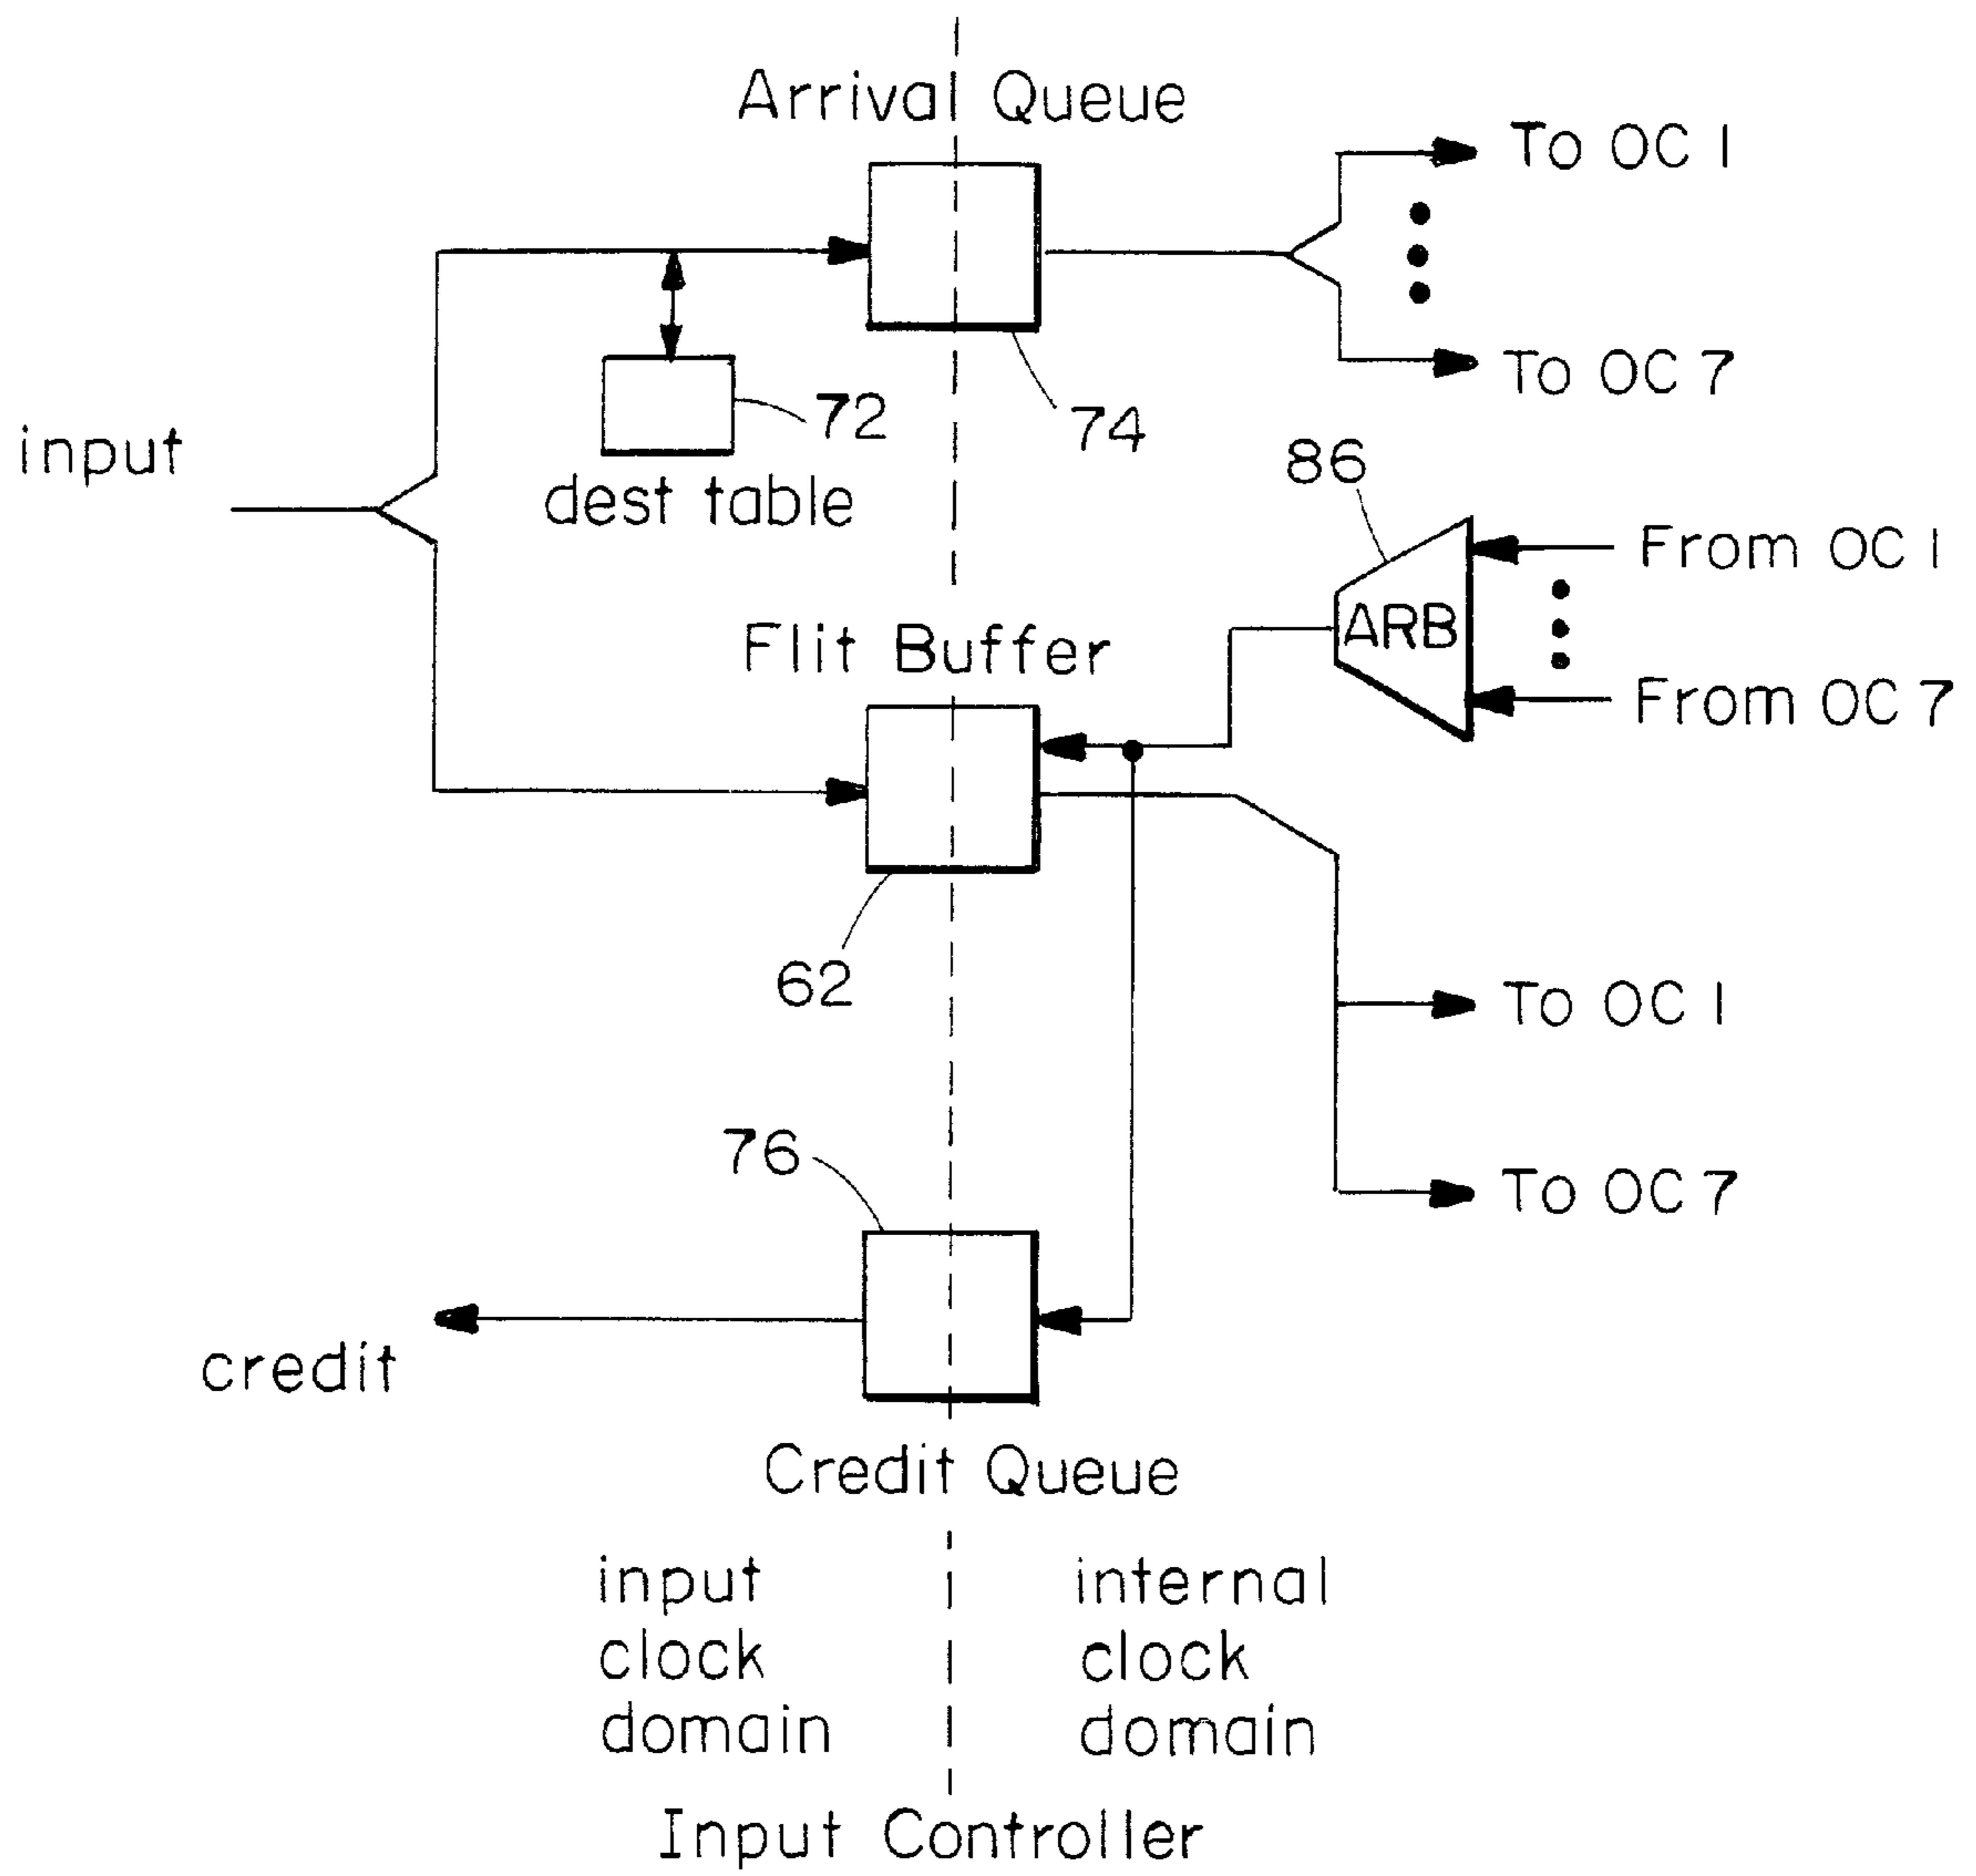 Arrival Queue
To OC 1
To OC 7
72
74
input
dest table
86
From OC 1
ARB
Flit Buffer
From OC 7
62
To OC 1
76
To OC 7
credit
Credit Queue
input
clock
domain
internal
clock
domain
Input Controller